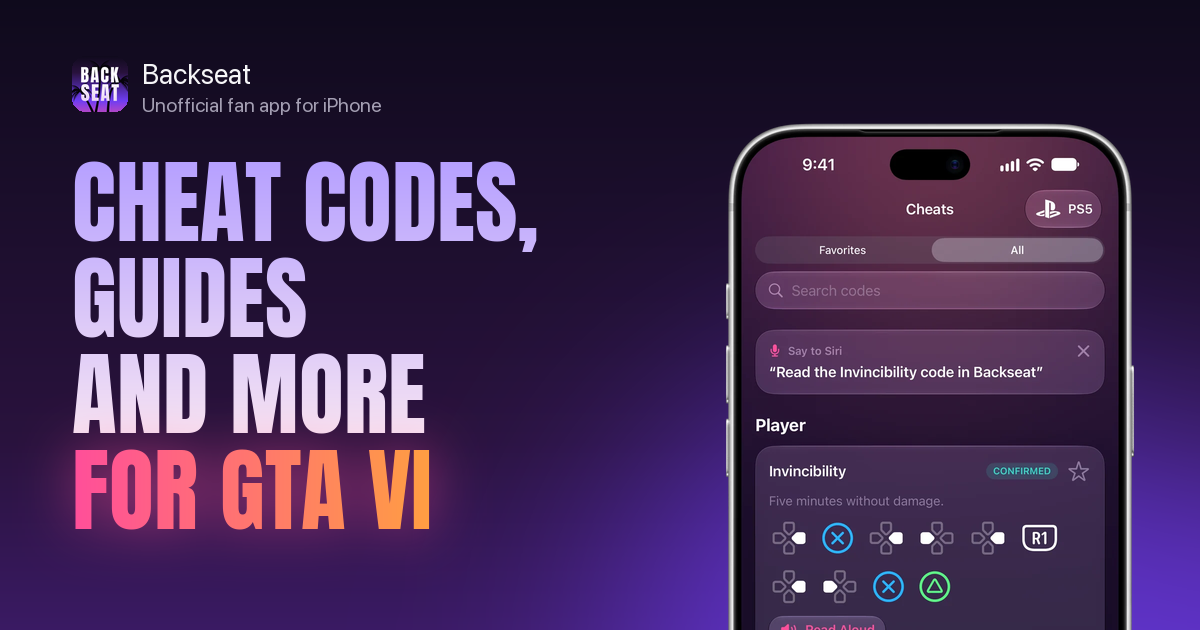 BACK
SEAT
Backseat
Unofficial fan app for iPhone
CHEAT CODES,
GUIDES
AND MORE
FOR GTA VI
9:41
Cheats
PS5
Favorites
All
Search codes
Say to Siri
“Read the Invincibility code in Backseat”
Player
Invincibility
CONFIRMED
Five minutes without damage.
R1
Read Aloud